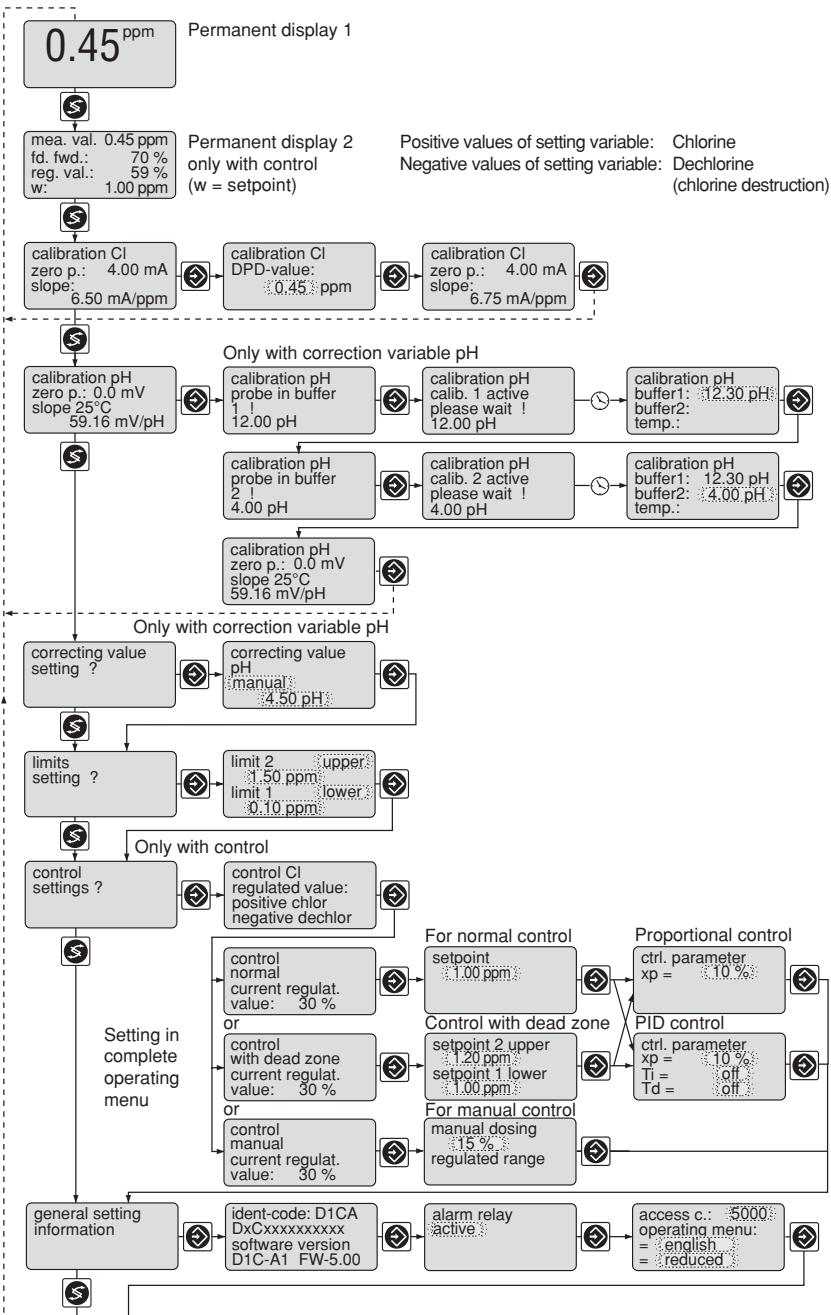 0.45 ppm
Permanent display 1
mea. val. 0.45 ppm
fd. fwd.: 70 %
reg. val.: 59 %
w: 1.00 ppm
Permanent display 2
only with control
(w = setpoint)
Positive values of setting variable: Chlorine
Negative values of setting variable: Dechlorine
(chlorine destruction)
calibration Cl
zero p.: 4.00 mA
slope:
6.50 mA/ppm
calibration Cl
DPD-value:
0.45 ppm
calibration Cl
zero p.: 4.00 mA
slope:
6.75 mA/ppm
Only with correction variable pH
calibration pH
zero p.: 0.0 mV
slope 25°C
59.16 mV/pH
calibration pH
probe in buffer
1 !
12.00 pH
calibration pH
calib. 1 active
please wait !
12.00 pH
calibration pH
buffer1: 12.30 pH
buffer2:
temp.:
calibration pH
probe in buffer
2 !
4.00 pH
calibration pH
calib. 2 active
please wait !
4.00 pH
calibration pH
buffer1: 12.30 pH
buffer2: 4.00 pH
temp.:
calibration pH
zero p.: 0.0 mV
slope 25°C
59.16 mV/pH
Only with correction variable pH
correcting value
setting ?
correcting value
pH
manual
4.50 pH
limits
setting ?
limit 2 upper
1.50 ppm
limit 1 lower
0.10 ppm
Only with control
control
settings ?
control Cl
regulated value:
positive chlor
negative dechlor
Setting in
complete
operating
menu
control
normal
current regulat.
value: 30 %
For normal control
setpoint
1.00 ppm
Proportional control
ctrl. parameter
xp = 10 %
or
control
with dead zone
current regulat.
value: 30 %
Control with dead zone
setpoint 2 upper
1.20 ppm
setpoint 1 lower
1.00 ppm
PID control
ctrl. parameter
xp = 10 %
Ti = off
Td = off
or
control
manual
current regulat.
value: 30 %
For manual control
manual dosing
15 %
regulated range
general setting
information
ident-code: D1CA
DxCxxxxxxxxxx
software version
D1C-A1 FW-5.00
alarm relay
active
access c.: 5000
operating menu:
= english
= reduced